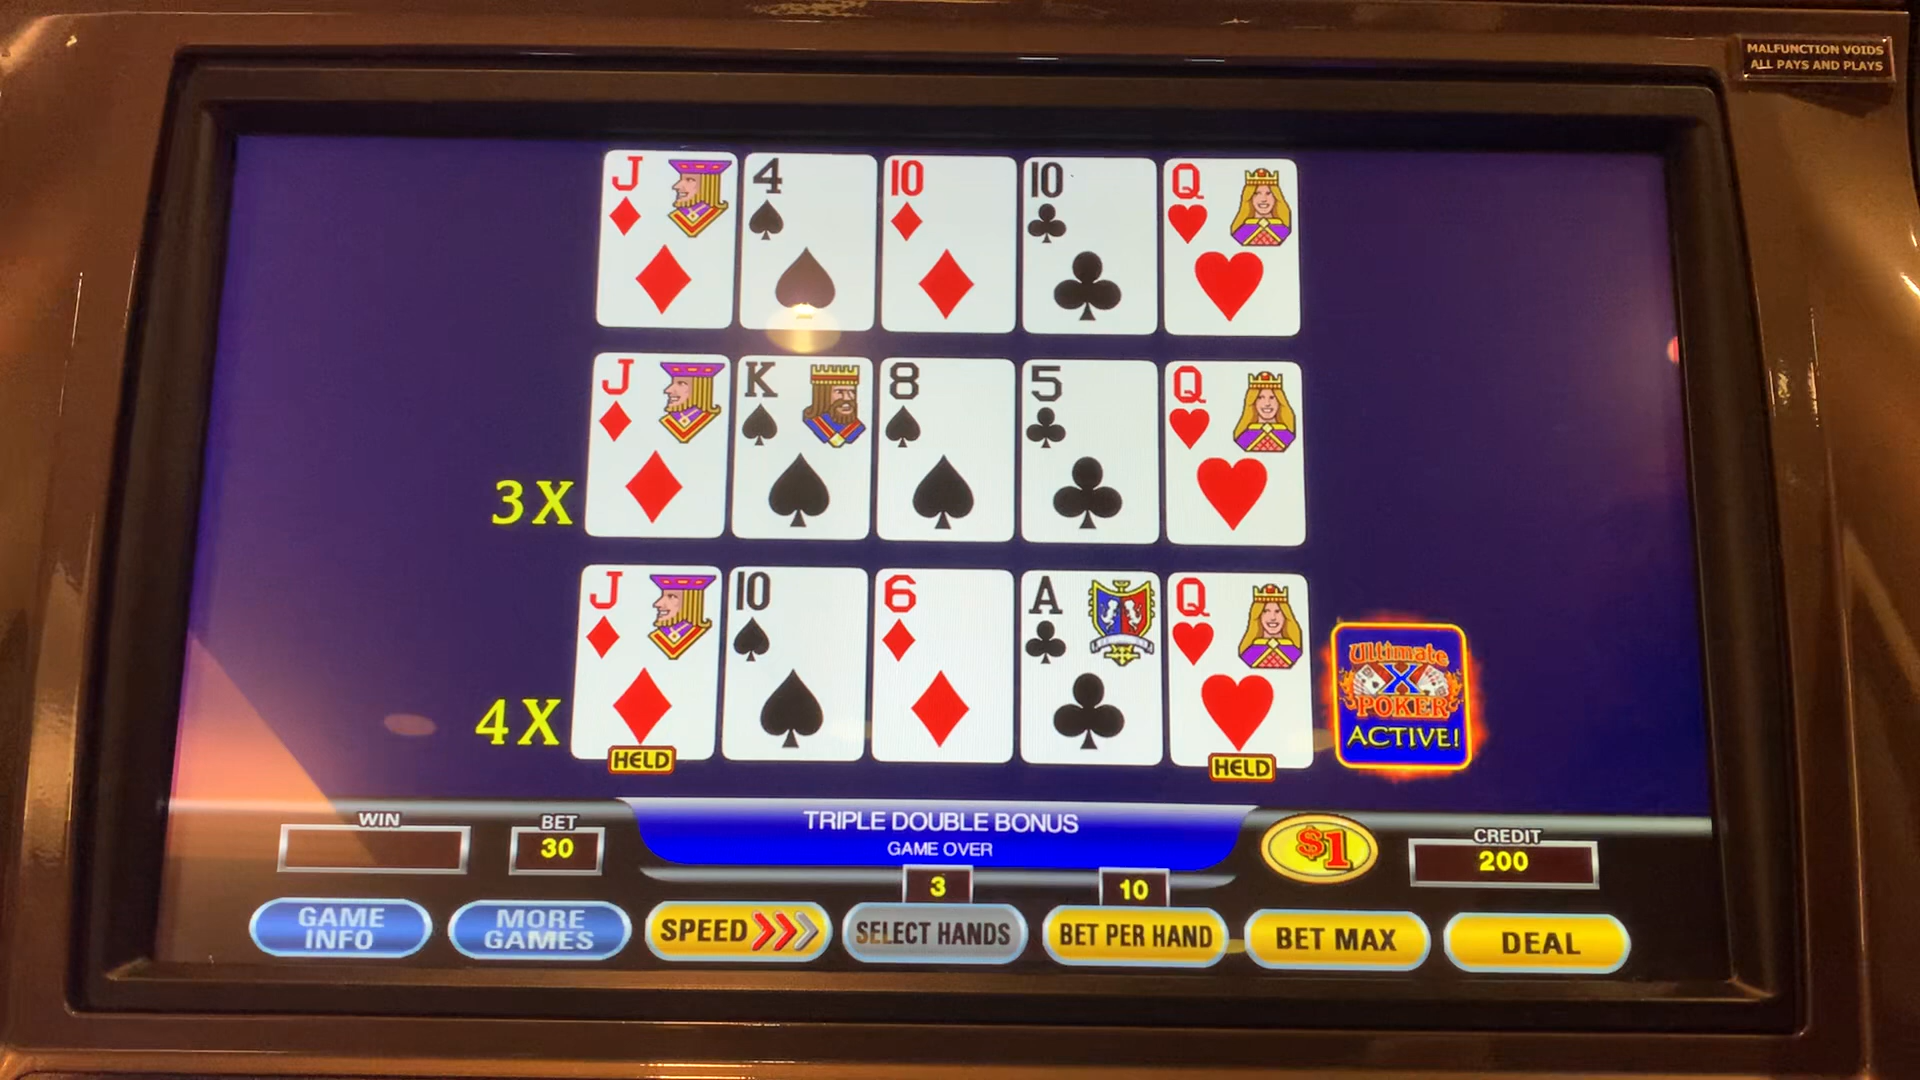 MALFUNCTION VOIDS
ALL PAYS AND PLAYS
J 4 10 10 Q
J K 8 5 Q
3X
J 10 6 A Q
4X
HELD HELD
Ultimate
X
POKER
ACTIVE!
WIN
BET
30
TRIPLE DOUBLE BONUS
GAME OVER
$1
CREDIT
200
3
10
GAME
INFO
MORE
GAMES
SPEED
SELECT HANDS
BET PER HAND
BET MAX
DEAL